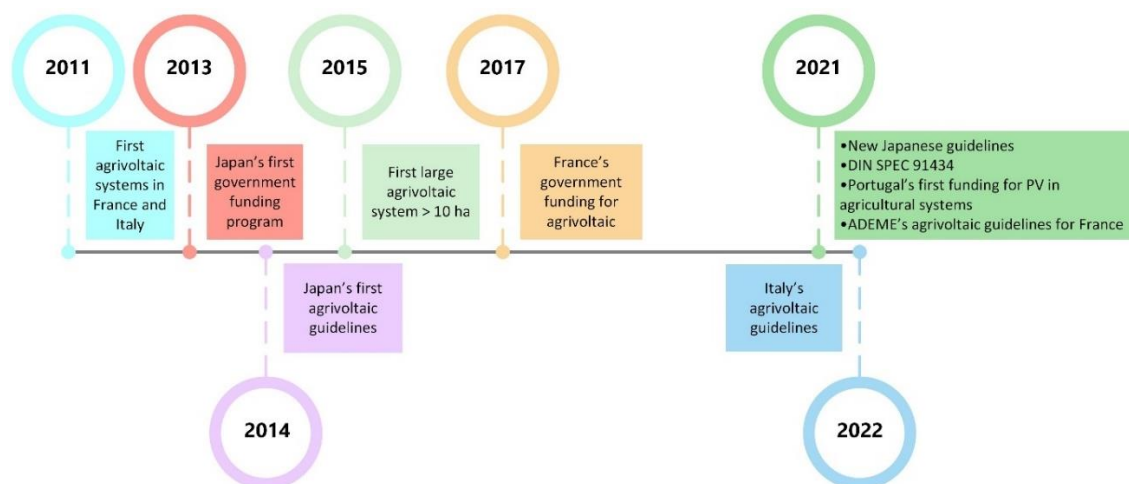 2011
First
agrivoltaic
systems in
France and
Italy
2013
Japan's first
government
funding
program
2014
Japan's first
agrivoltaic
guidelines
2015
First large
agrivoltaic
system > 10 ha
2017
France's
government
funding for
agrivoltaic
2021
•New Japanese guidelines
•DIN SPEC 91434
•Portugal's first funding for PV in
agricultural systems
•ADEME's agrivoltaic guidelines for France
2022
Italy's
agrivoltaic
guidelines